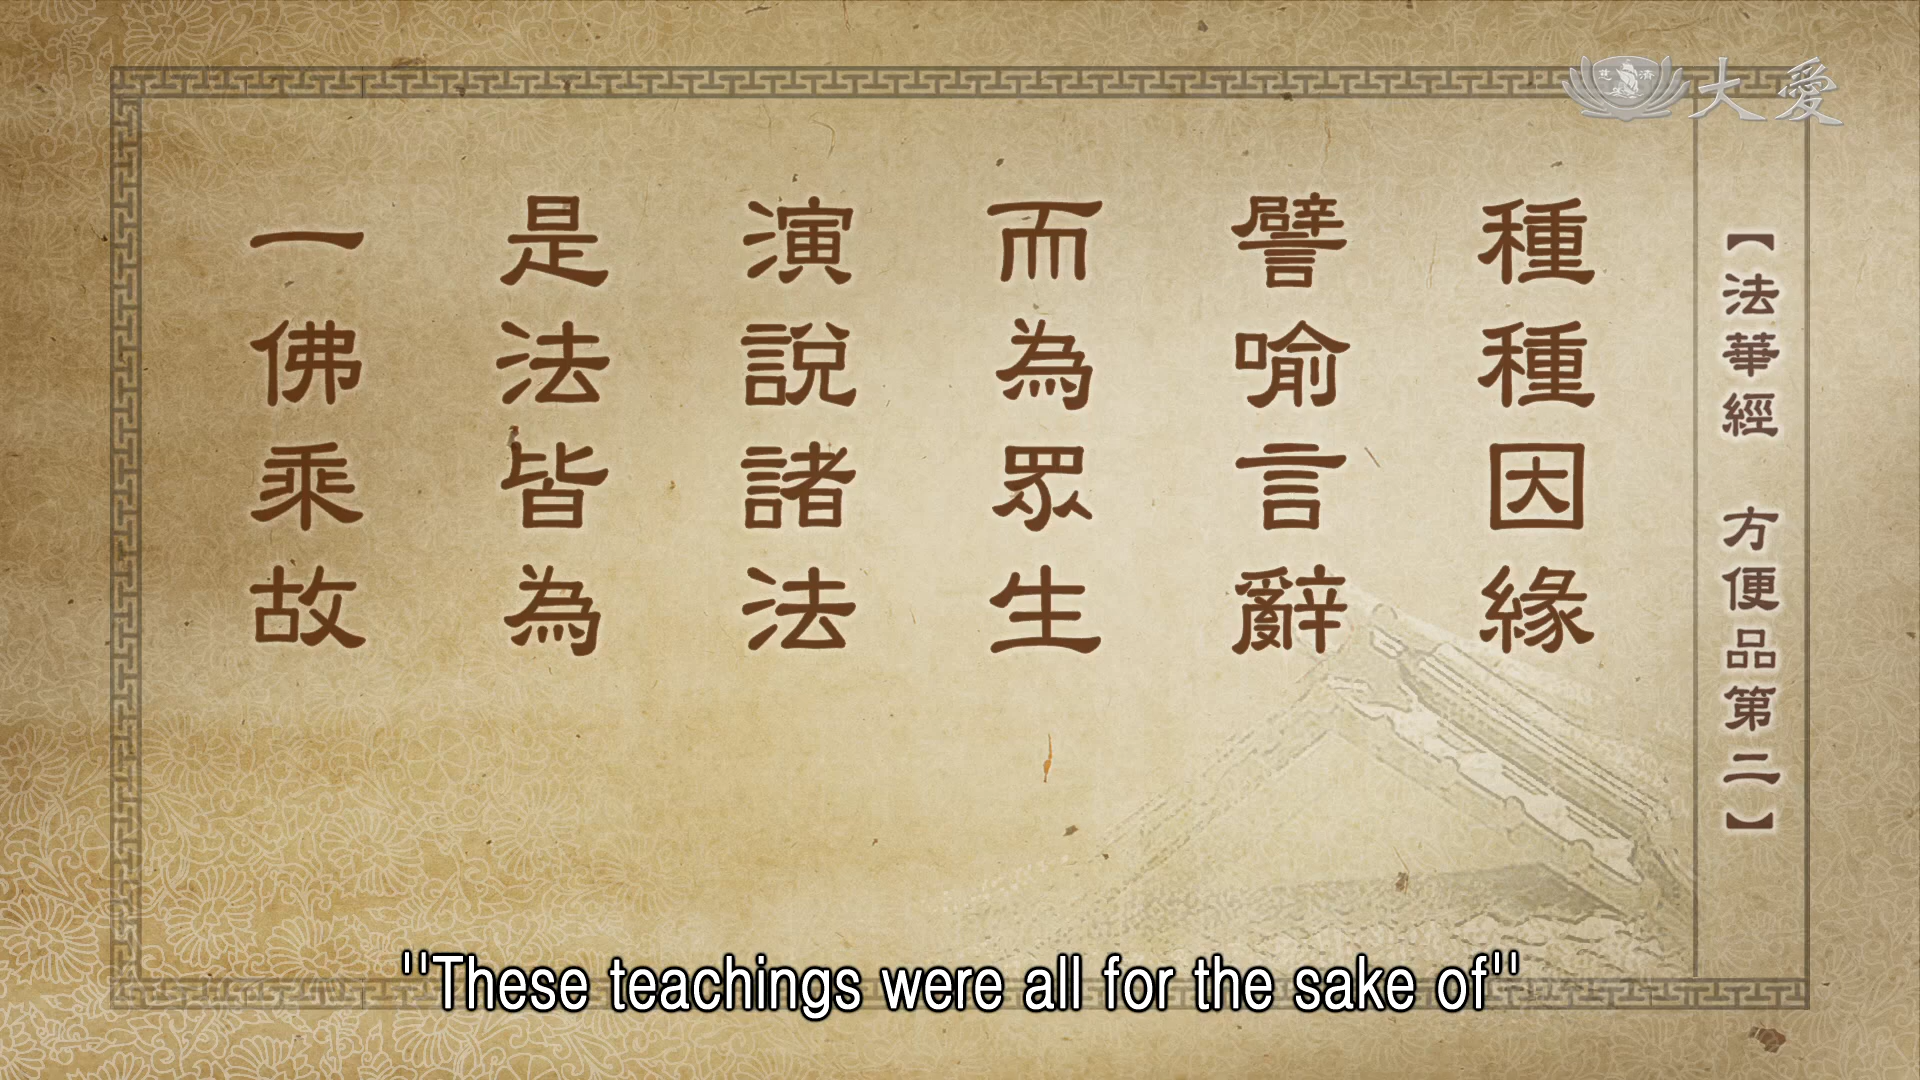 【法華經 方便品第二】
種種因緣
譬喻言辭
而為眾生
演說諸法
是法皆為
一佛乘故
大愛
慈濟
''These teachings were all for the sake of''